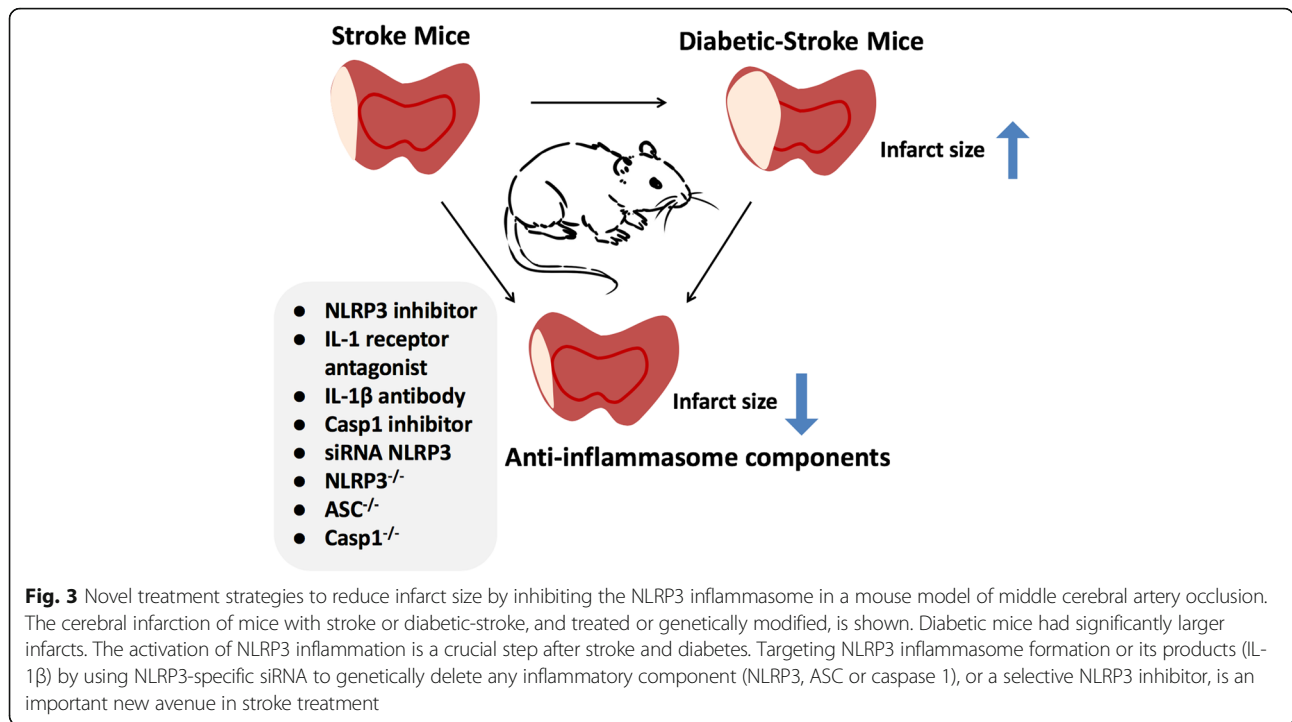 Stroke Mice
Diabetic-Stroke Mice
Infarct size
● NLRP3 inhibitor
● IL-1 receptor
antagonist
● IL-1β antibody
● Casp1 inhibitor
● siRNA NLRP3
● NLRP3-/-
● ASC-/-
● Casp1-/-
Infarct size
Anti-inflammasome components
Fig. 3 Novel treatment strategies to reduce infarct size by inhibiting the NLRP3 inflammasome in a mouse model of middle cerebral artery occlusion.
The cerebral infarction of mice with stroke or diabetic-stroke, and treated or genetically modified, is shown. Diabetic mice had significantly larger
infarcts. The activation of NLRP3 inflammation is a crucial step after stroke and diabetes. Targeting NLRP3 inflammasome formation or its products (IL-
1β) by using NLRP3-specific siRNA to genetically delete any inflammatory component (NLRP3, ASC or caspase 1), or a selective NLRP3 inhibitor, is an
important new avenue in stroke treatment